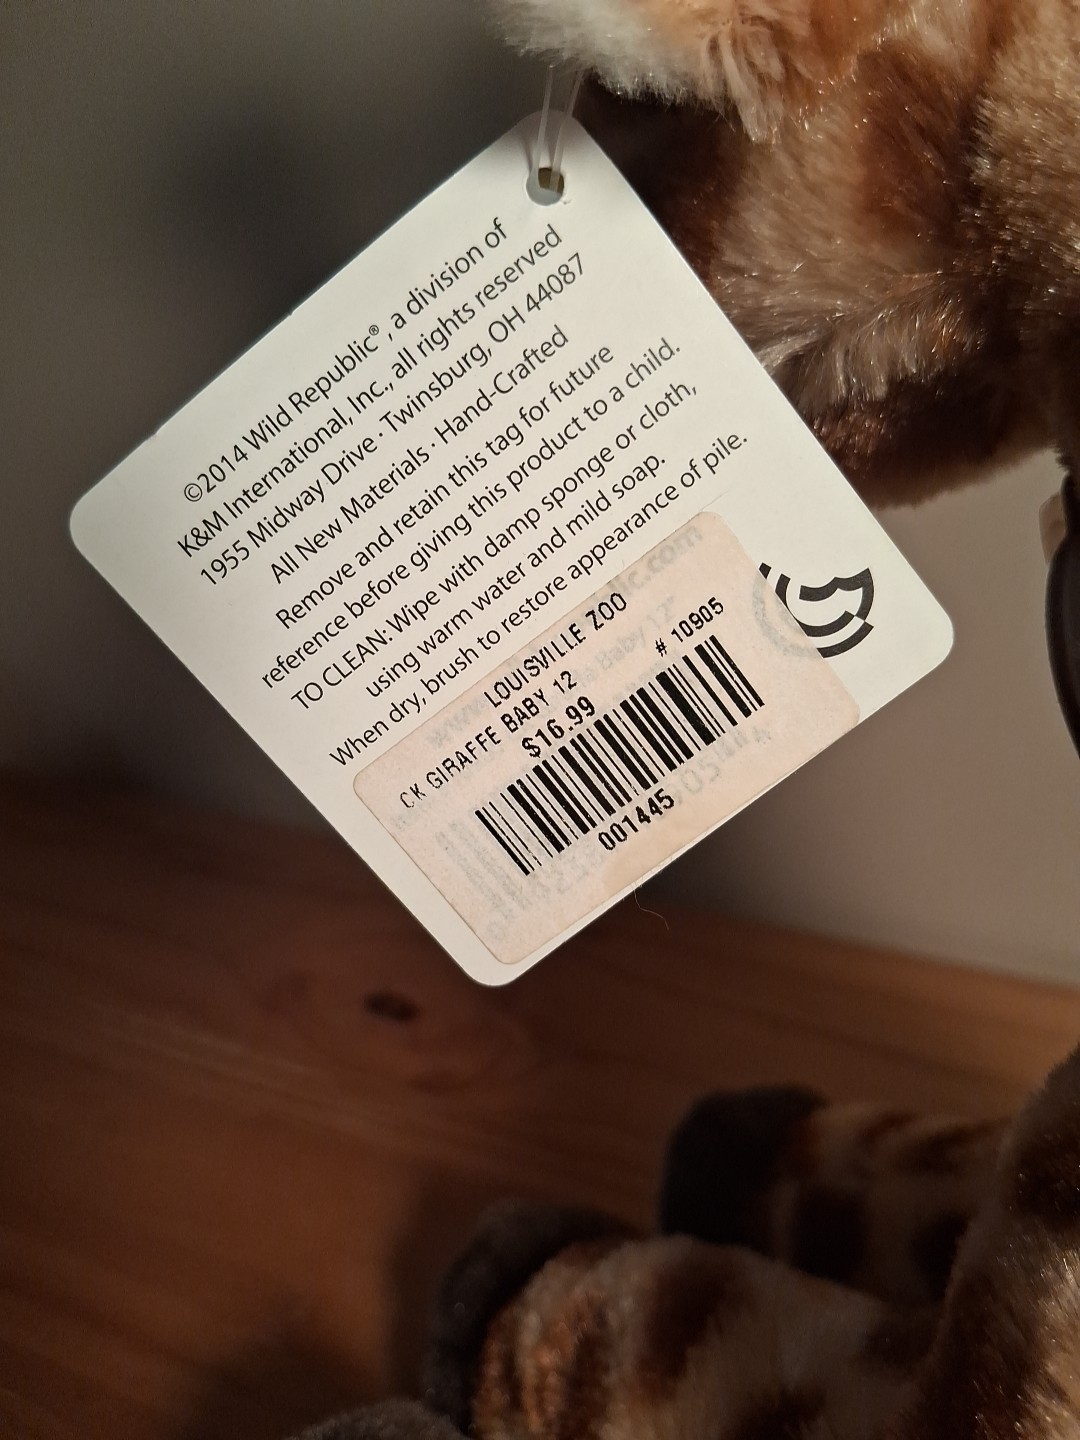 ©2014 Wild Republic®, a division of
K&M International, Inc., all rights reserved
1955 Midway Drive · Twinsburg, OH 44087
All New Materials · Hand-Crafted
Remove and retain this tag for future
reference before giving this product to a child.
TO CLEAN: Wipe with damp sponge or cloth,
using warm water and mild soap.
When dry, brush to restore appearance of pile.
LOUISVILLE ZOO
CK GIRAFFE BABY 12
$16.99 # 10905
001445